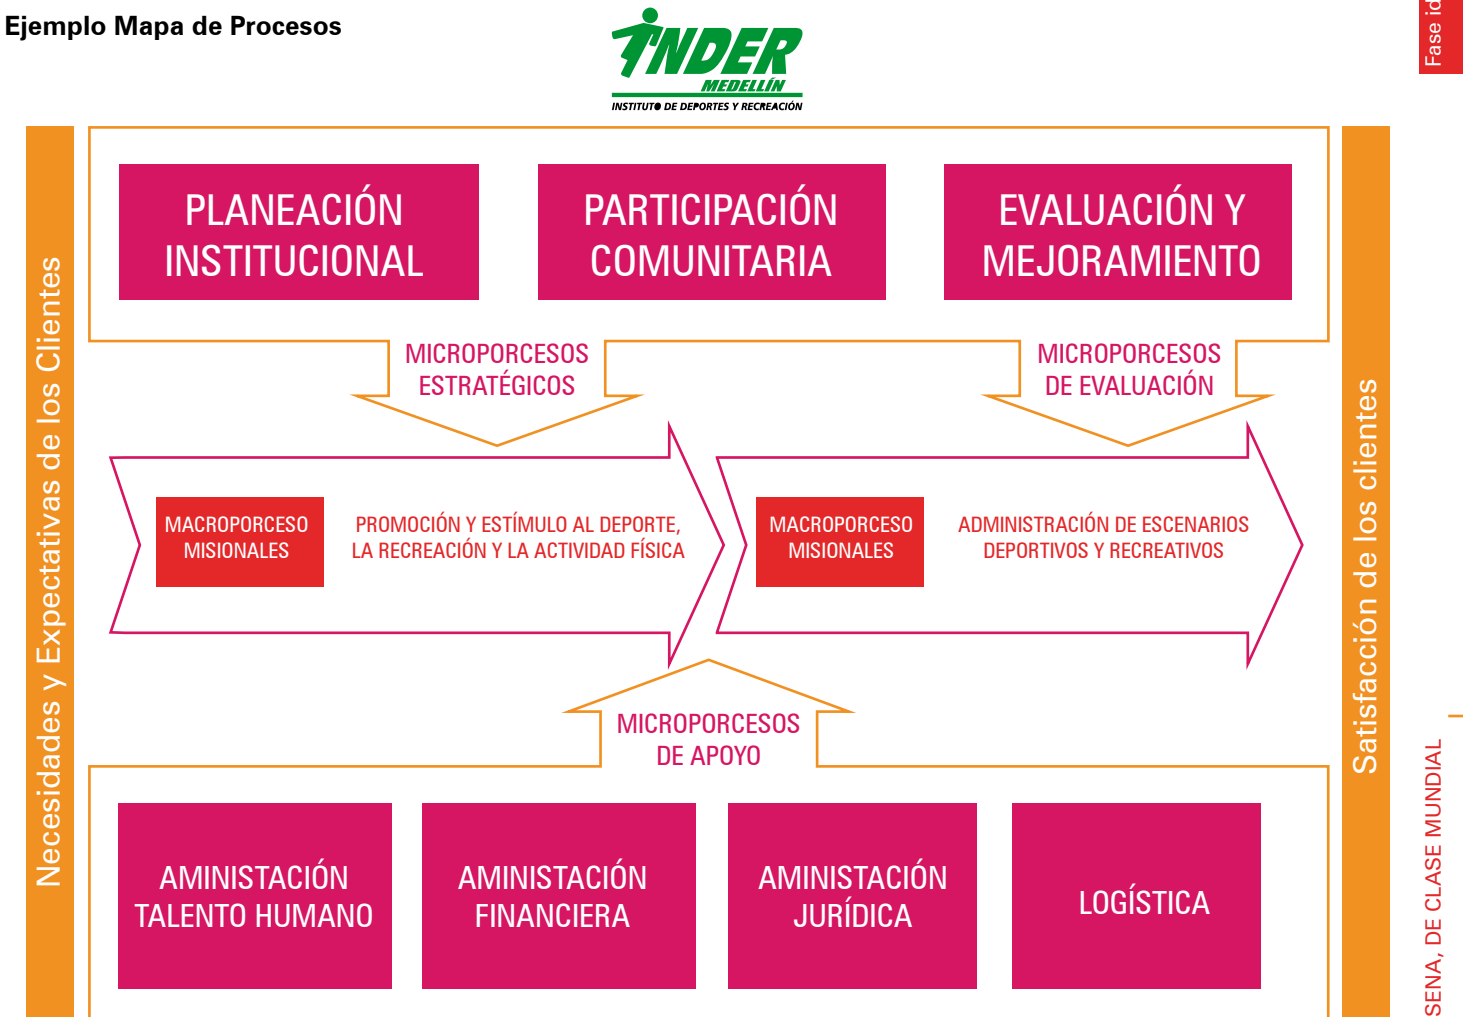 Ejemplo Mapa de Procesos
INDER
MEDELLÍN
INSTITUTO DE DEPORTES Y RECREACIÓN
Fase id
Necesidades y Expectativas de los Clientes
PLANEACIÓN
INSTITUCIONAL
PARTICIPACIÓN
COMUNITARIA
EVALUACIÓN Y
MEJORAMIENTO
MICROPORCESOS
ESTRATÉGICOS
MICROPORCESOS
DE EVALUACIÓN
MACROPORCESO
MISIONALES
PROMOCIÓN Y ESTÍMULO AL DEPORTE,
LA RECREACIÓN Y LA ACTIVIDAD FÍSICA
MACROPORCESO
MISIONALES
ADMINISTRACIÓN DE ESCENARIOS
DEPORTIVOS Y RECREATIVOS
MICROPORCESOS
DE APOYO
AMINISTACIÓN
TALENTO HUMANO
AMINISTACIÓN
FINANCIERA
AMINISTACIÓN
JURÍDICA
LOGÍSTICA
Satisfacción de los clientes
SENA, DE CLASE MUNDIAL